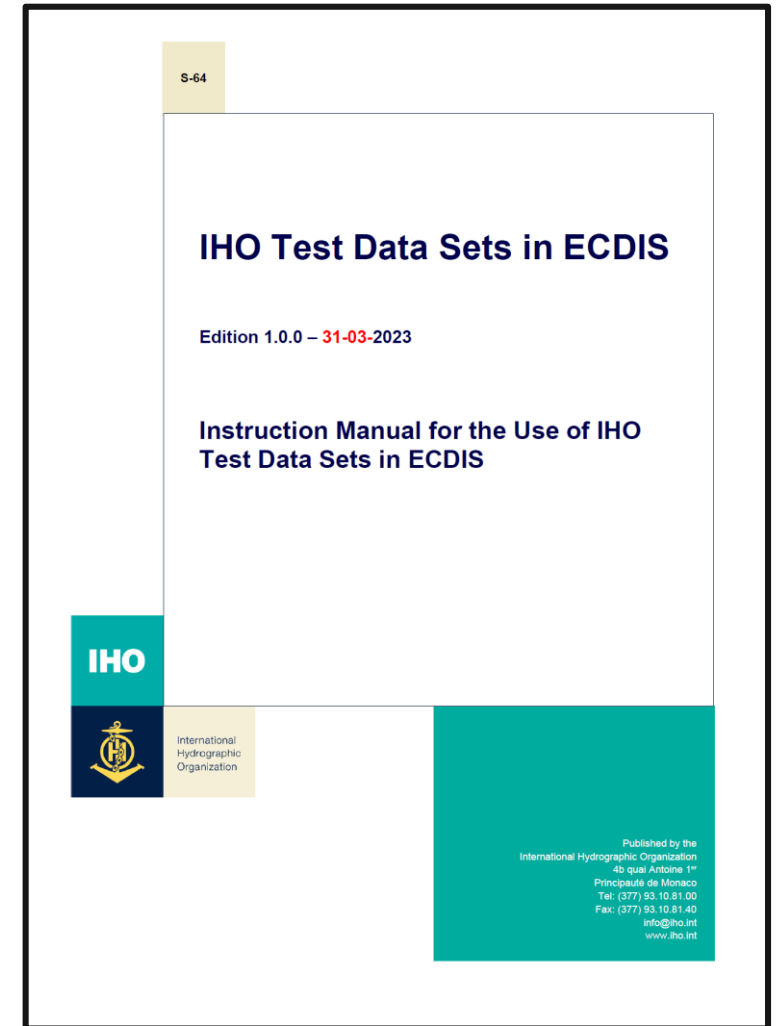 S-64
IHO Test Data Sets in ECDIS
Edition 1.0.0 – 31-03-2023
Instruction Manual for the Use of IHO
Test Data Sets in ECDIS
IHO
International
Hydrographic
Organization
Published by the
International Hydrographic Organization
4b quai Antoine 1er
Principauté de Monaco
Tel: (377) 93.10.81.00
Fax: (377) 93.10.81.40
info@iho.int
www.iho.int